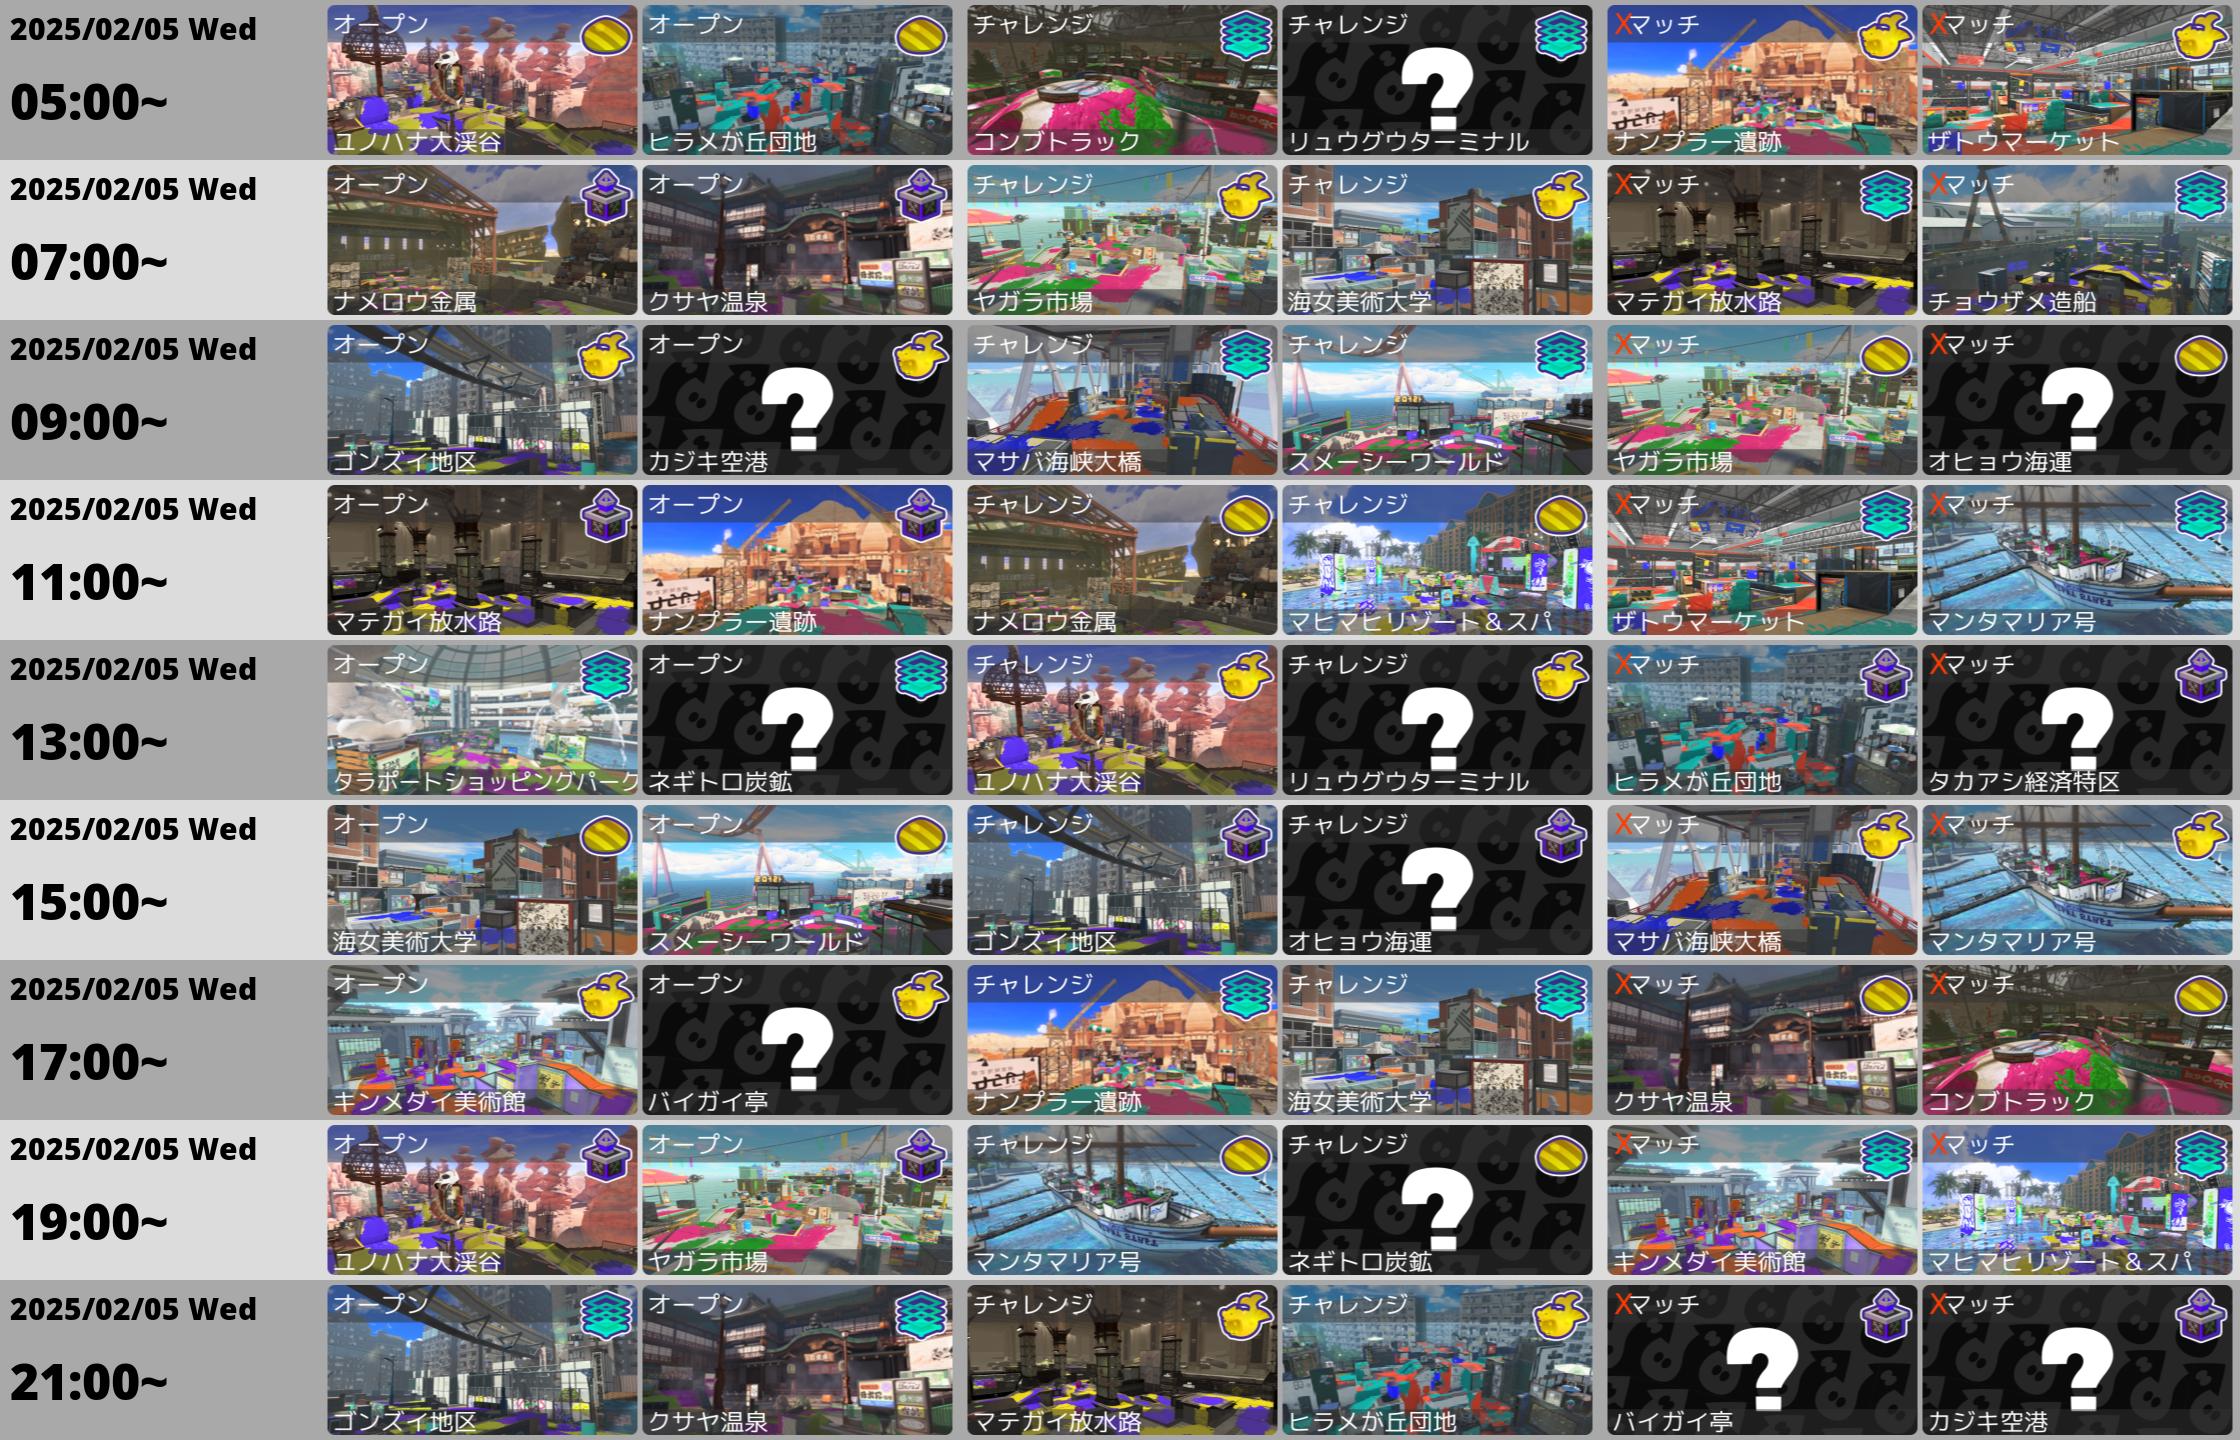 2025/02/05 Wed
05:00~
オープン
ユノハナ大渓谷
オープン
ヒラメが丘団地
チャレンジ
コンブトラック
チャレンジ
?
リュウグウターミナル
Xマッチ
ナンプラー遺跡
Xマッチ
ザトウマーケット
2025/02/05 Wed
07:00~
オープン
ナメロウ金属
オープン
クサヤ温泉
チャレンジ
ヤガラ市場
チャレンジ
海女美術大学
Xマッチ
マテガイ放水路
Xマッチ
チョウザメ造船
2025/02/05 Wed
09:00~
オープン
ゴンズイ地区
オープン
?
カジキ空港
チャレンジ
マサバ海峡大橋
チャレンジ
スメーシーワールド
Xマッチ
ヤガラ市場
Xマッチ
?
オヒョウ海運
2025/02/05 Wed
11:00~
オープン
マテガイ放水路
オープン
ナンプラー遺跡
チャレンジ
ナメロウ金属
チャレンジ
マヒマヒリゾート＆スパ
Xマッチ
ザトウマーケット
Xマッチ
マンタマリア号
2025/02/05 Wed
13:00~
オープン
タラポートショッピングパーク
オープン
?
ネギトロ炭鉱
チャレンジ
ユノハナ大渓谷
チャレンジ
?
リュウグウターミナル
Xマッチ
ヒラメが丘団地
Xマッチ
?
タカアシ経済特区
2025/02/05 Wed
15:00~
オープン
海女美術大学
オープン
スメーシーワールド
チャレンジ
ゴンズイ地区
チャレンジ
?
オヒョウ海運
Xマッチ
マサバ海峡大橋
Xマッチ
マンタマリア号
2025/02/05 Wed
17:00~
オープン
キンメダイ美術館
オープン
?
バイガイ亭
チャレンジ
ナンプラー遺跡
チャレンジ
海女美術大学
Xマッチ
クサヤ温泉
Xマッチ
コンブトラック
2025/02/05 Wed
19:00~
オープン
ユノハナ大渓谷
オープン
ヤガラ市場
チャレンジ
マンタマリア号
チャレンジ
?
ネギトロ炭鉱
Xマッチ
キンメダイ美術館
Xマッチ
マヒマヒリゾート＆スパ
2025/02/05 Wed
21:00~
オープン
ゴンズイ地区
オープン
クサヤ温泉
チャレンジ
マテガイ放水路
チャレンジ
ヒラメが丘団地
Xマッチ
?
バイガイ亭
Xマッチ
?
カジキ空港